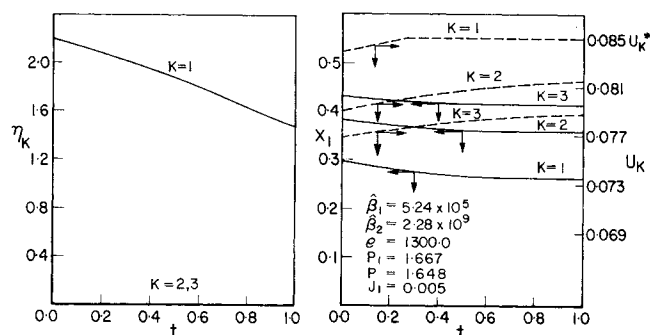 2.0
1.6
η_K
1.2
0.8
0.4
K=1
K=2,3
0.0 0.2 0.4 0.6 0.8 1.0
t
0.5
0.4
X_1
0.3
0.2
0.1
K=1
K=2
K=3
K=3
K=2
K=1
β̂_1 = 5·24 x 10^5
β̂_2 = 2·28 x 10^9
e = 1300·0
P_1 = 1.667
P = 1.648
J_1 = 0.005
0.085 U_K^*
0.081
0.077
U_K
0.073
0.069
0.0 0.2 0.4 0.6 0.8 1.0
t